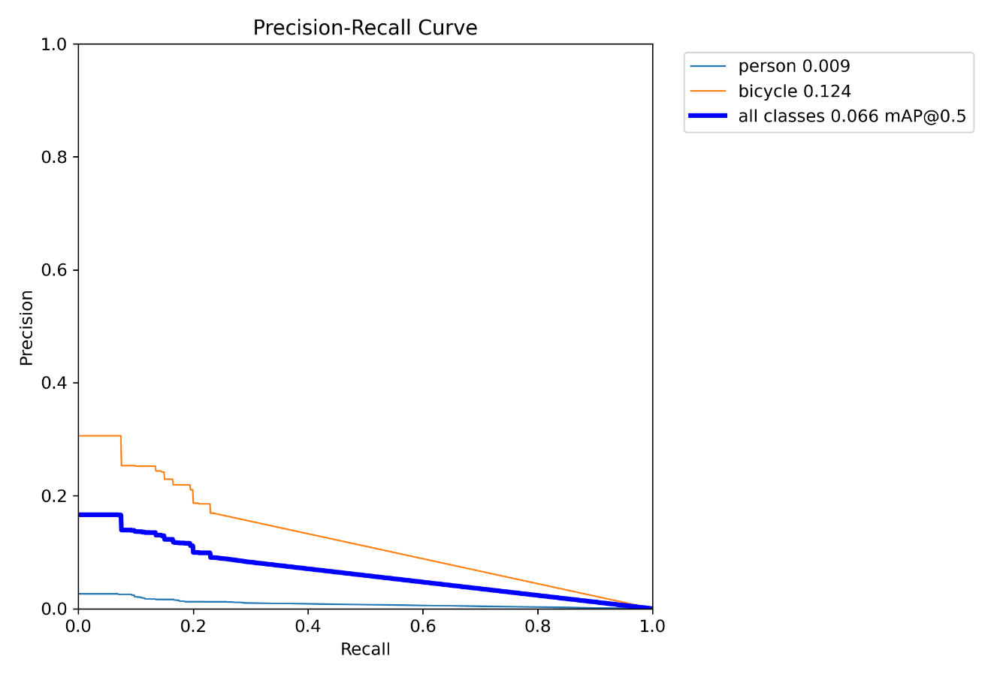 Precision-Recall Curve
1.0
0.8
0.6
0.4
0.2
0.0
Precision
0.0 0.2 0.4 0.6 0.8 1.0
Recall
person 0.009
bicycle 0.124
all classes 0.066 mAP@0.5